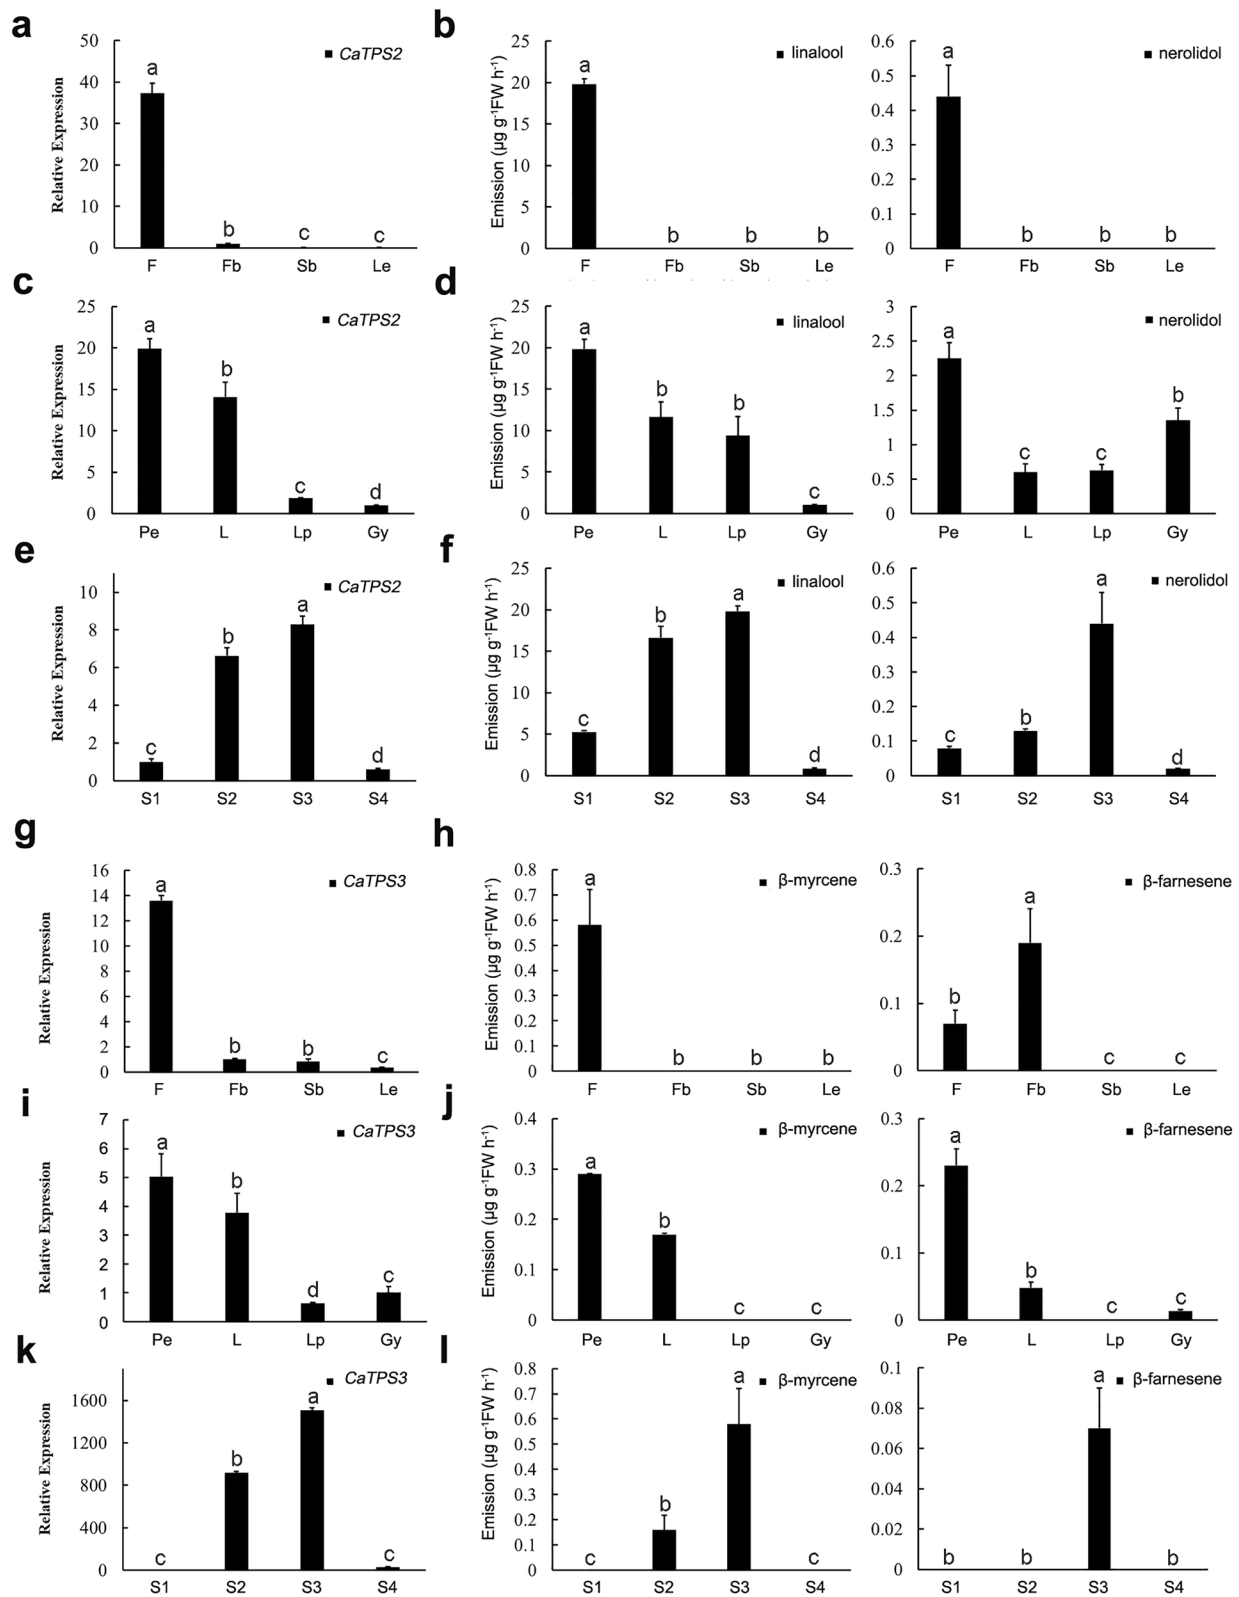 a
50
40
30
20
10
0
Relative Expression
CaTPS2
a
b
c
c
F Fb Sb Le
b
25
20
15
10
5
0
Emission (μg g-1FW h-1)
linalool
a
b
b
b
F Fb Sb Le
0.6
0.5
0.4
0.3
0.2
0.1
0
nerolidol
a
b
b
b
F Fb Sb Le
c
25
20
15
10
5
0
Relative Expression
CaTPS2
a
b
c
d
Pe L Lp Gy
d
25
20
15
10
5
0
Emission (μg g-1FW h-1)
linalool
a
b
b
c
Pe L Lp Gy
3
2.5
2
1.5
1
0.5
0
nerolidol
a
c
c
b
Pe L Lp Gy
e
10
8
6
4
2
0
Relative Expression
CaTPS2
c
b
a
d
S1 S2 S3 S4
f
25
20
15
10
5
0
Emission (μg g-1FW h-1)
linalool
c
b
a
d
S1 S2 S3 S4
0.6
0.5
0.4
0.3
0.2
0.1
0
nerolidol
c
b
a
d
S1 S2 S3 S4
g
16
14
12
10
8
6
4
2
0
Relative Expression
CaTPS3
a
b
b
c
F Fb Sb Le
h
0.8
0.7
0.6
0.5
0.4
0.3
0.2
0.1
0
Emission (μg g-1FW h-1)
β-myrcene
a
b
b
b
F Fb Sb Le
0.3
0.2
0.1
0
β-farnesene
b
a
c
c
F Fb Sb Le
i
7
6
5
4
3
2
1
0
Relative Expression
CaTPS3
a
b
d
c
Pe L Lp Gy
j
0.4
0.3
0.2
0.1
0
Emission (μg g-1FW h-1)
β-myrcene
a
b
c
c
Pe L Lp Gy
0.3
0.2
0.1
0
β-farnesene
a
b
c
c
Pe L Lp Gy
k
1600
1200
800
400
0
Relative Expression
CaTPS3
c
b
a
c
S1 S2 S3 S4
l
0.8
0.7
0.6
0.5
0.4
0.3
0.2
0.1
0
Emission (μg g-1FW h-1)
β-myrcene
c
b
a
c
S1 S2 S3 S4
0.1
0.08
0.06
0.04
0.02
0
β-farnesene
b
b
a
b
S1 S2 S3 S4